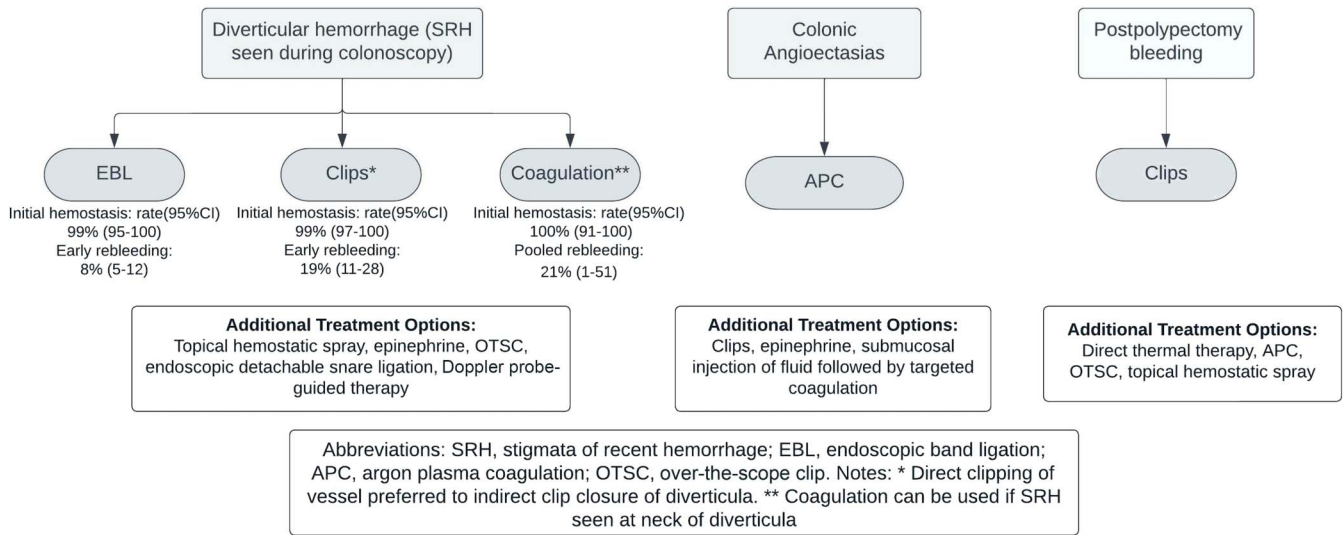 Diverticular hemorrhage (SRH
seen during colonoscopy)
Colonic
Angioectasias
Postpolypectomy
bleeding
EBL
Clips*
Coagulation**
APC
Clips
Initial hemostasis: rate(95%CI)
99% (95-100)
Early rebleeding:
8% (5-12)
Initial hemostasis: rate(95%CI)
99% (97-100)
Early rebleeding:
19% (11-28)
Initial hemostasis: rate(95%CI)
100% (91-100)
Pooled rebleeding:
21% (1-51)
Additional Treatment Options:
Topical hemostatic spray, epinephrine, OTSC,
endoscopic detachable snare ligation, Doppler probe-
guided therapy
Additional Treatment Options:
Clips, epinephrine, submucosal
injection of fluid followed by targeted
coagulation
Additional Treatment Options:
Direct thermal therapy, APC,
OTSC, topical hemostatic spray
Abbreviations: SRH, stigmata of recent hemorrhage; EBL, endoscopic band ligation;
APC, argon plasma coagulation; OTSC, over-the-scope clip. Notes: * Direct clipping of
vessel preferred to indirect clip closure of diverticula. ** Coagulation can be used if SRH
seen at neck of diverticula